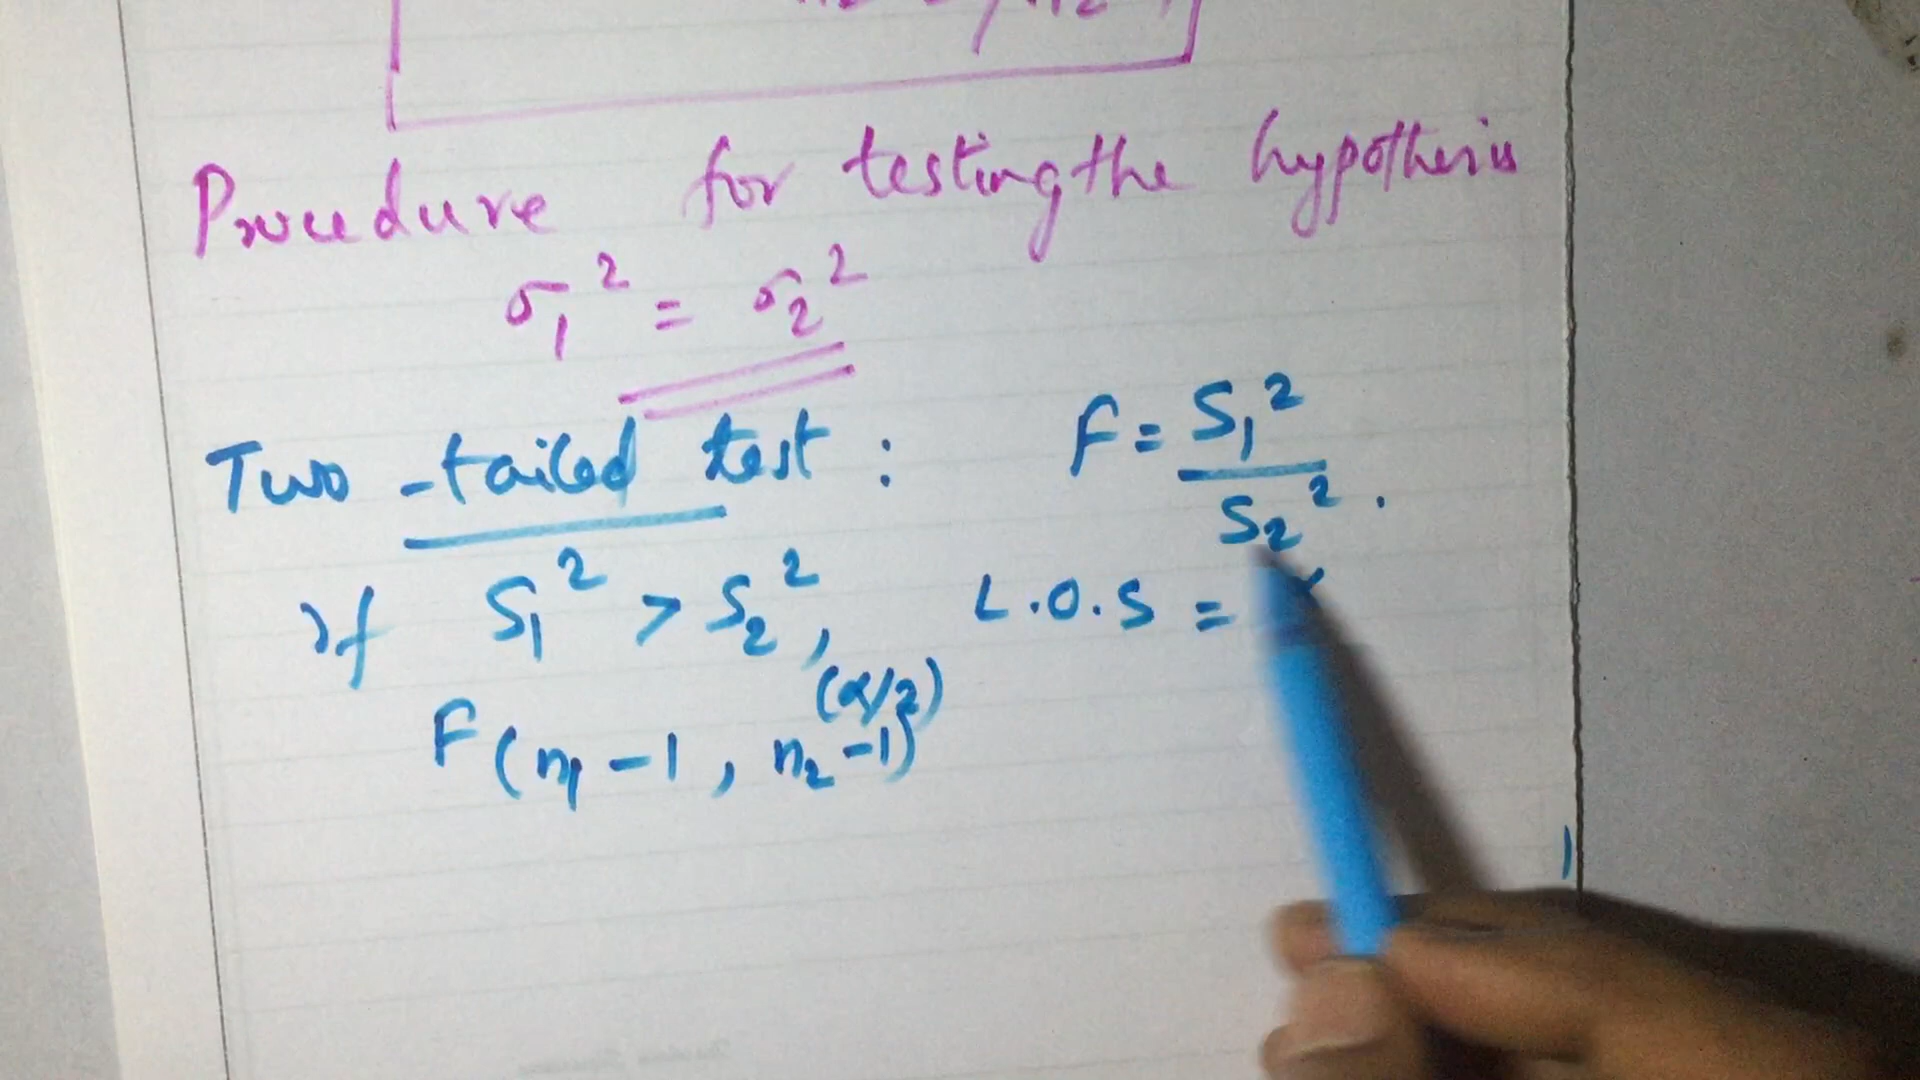 Procedure for testing the hypothesis
σ₁² = σ₂²
Two-tailed test : F = S₁² / S₂² .
If S₁² > S₂², L.O.S =
F(n₁ - 1, n₂ - 1) (α/2)